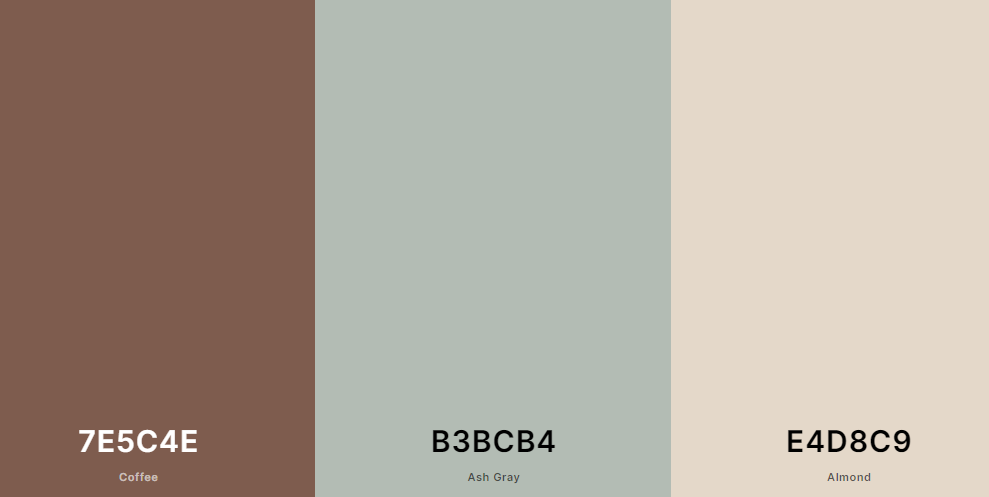 7E5C4E
Coffee
B3BCB4
Ash Gray
E4D8C9
Almond